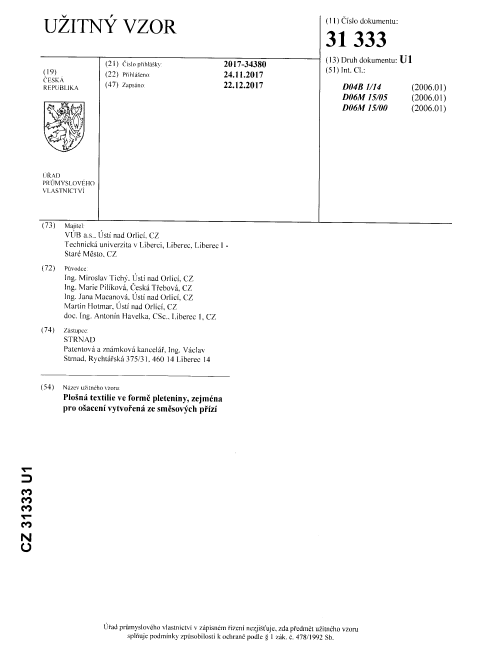 UŽITNÝ VZOR
(11) Číslo dokumentu:
31 333
(13) Druh dokumentu: U1
(51) Int. Cl.:
D04B 1/14 (2006.01)
D06M 15/05 (2006.01)
D06M 15/00 (2006.01)
(19)
ČESKÁ
REPUBLIKA
(21) Číslo přihlášky 2017-34380
(22) Přihlášeno 24.11.2017
(47) Zapsáno 22.12.2017
ÚŘAD
PRŮMYSLOVÉHO
VLASTNICTVÍ
(73) Majitel:
VÚB a.s., Ústí nad Orlicí, CZ
Technická univerzita v Liberci, Liberec, Liberec I -
Staré Město, CZ
(72) Původce:
Ing. Miroslav Tichý, Ústí nad Orlicí, CZ
Ing. Marie Pilíková, Česká Třebová, CZ
Ing. Jana Macanová, Ústí nad Orlicí, CZ
Martin Hotmar, Ústí nad Orlicí, CZ
doc. Ing. Antonín Havelka, CSc., Liberec 1, CZ
(74) Zástupce:
STRNAD
Patentová a známková kancelář, Ing. Václav
Strnad, Rychtářská 375/31, 460 14 Liberec 14
(54) Název užitného vzoru:
Plošná textilie ve formě pleteniny, zejména
pro ošacení vytvořená ze směsových přízí
CZ 31333 U1
Úřad průmyslového vlastnictví v zápisném řízení nezjišťuje, zda předmět užitného vzoru
splňuje podmínky způsobilosti k ochraně podle § 1 zák. č. 478/1992 Sb.